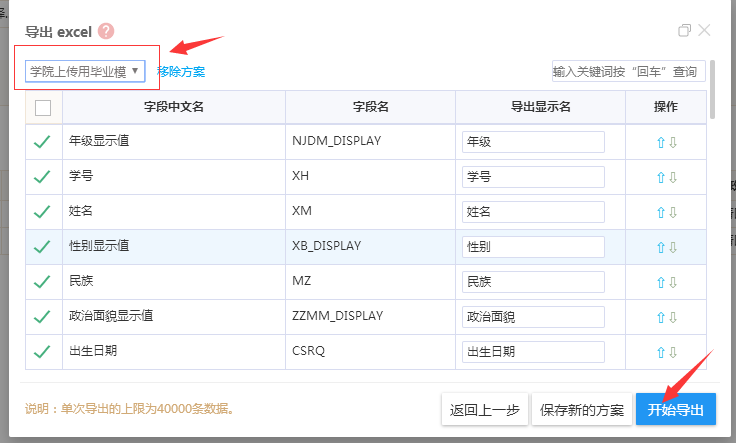 导出 excel ?
学院上传用毕业模 移除方案 输入关键词按“回车”查询
字段中文名 字段名 导出显示名 操作
年级显示值 NJDM_DISPLAY 年级
学号 XH 学号
姓名 XM 姓名
性别显示值 XB_DISPLAY 性别
民族 MZ 民族
政治面貌显示值 ZZMM_DISPLAY 政治面貌
出生日期 CSRQ 出生日期
说明：单次导出的上限为40000条数据。 返回上一步 保存新的方案 开始导出